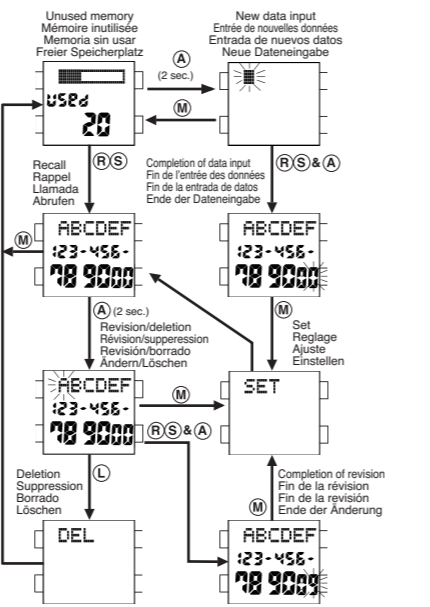 Unused memory
Mémoire inutilisée
Memoria sin usar
Freier Speicherplatz
New data input
Entrée de nouvelles données
Entrada de nuevos datos
Neue Dateneingabe
A
(2 sec.)
M
USEd
20
R S
Recall
Rappel
Llamada
Abrufen
Completion of data input
Fin de l'entrée des données
Fin de la entrada de datos
Ende der Dateneingabe
R S & A
M
ABCDEF
123-456-
78 9000
ABCDEF
123-456-
78 9000
A (2 sec.)
Revision/deletion
Révision/supperession
Revisión/borrado
Ändern/Löschen
M
Set
Reglage
Ajuste
Einstellen
ABCDEF
123-456-
78 9000
M
R S & A
SET
Deletion
Suppression
Borrado
Löschen
L
M
Completion of revision
Fin de la révision
Fin de la revisión
Ende der Änderung
DEL
ABCDEF
123-456-
78 9009